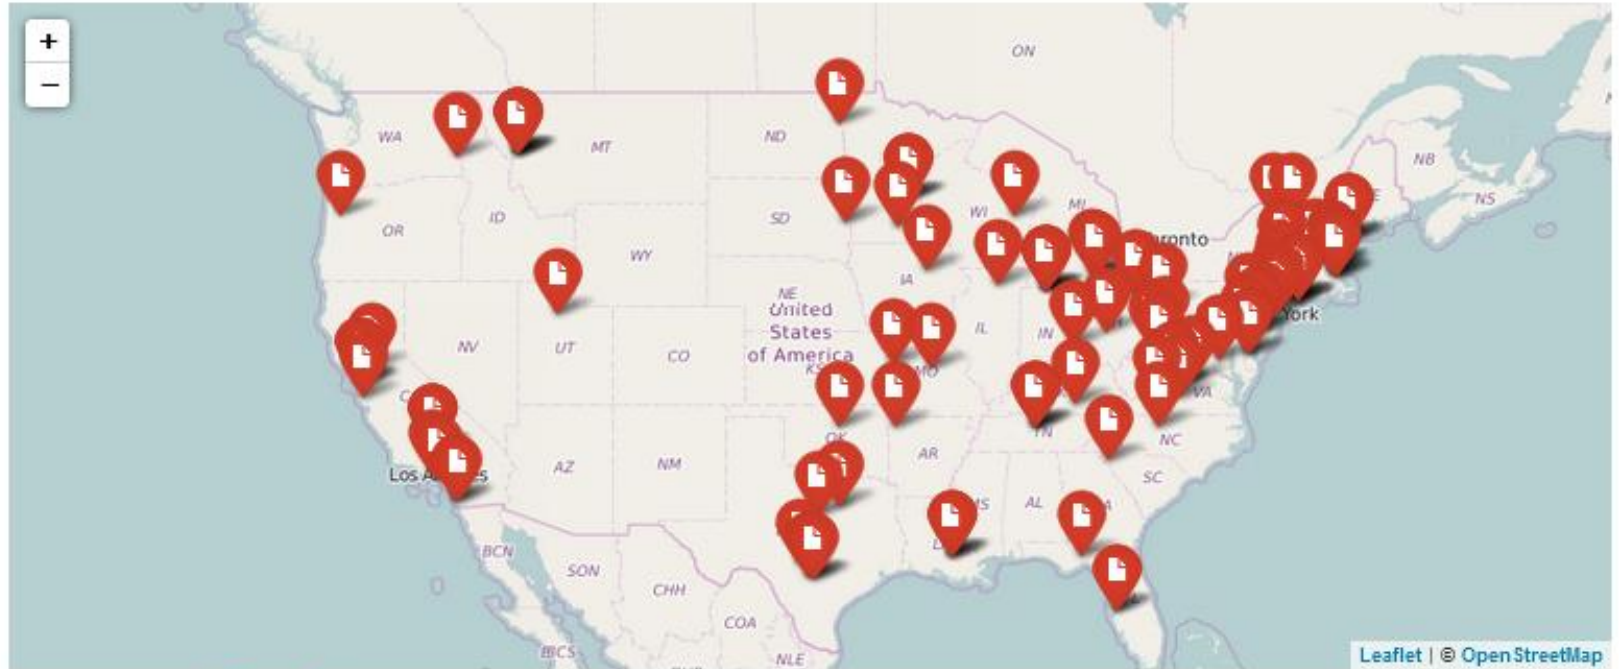 +
−
ON
WA
MT
ND
NB
NS
OR
ID
SD
WI
MI
WY
IA
NE
United
States
of America
NV
UT
CO
KS
MO
IL
IN
York
VA
OK
TN
NC
AZ
NM
AR
SC
Los A
AL
BCN
SON
CHH
COA
BCS
NLE
Leaflet | © OpenStreetMap